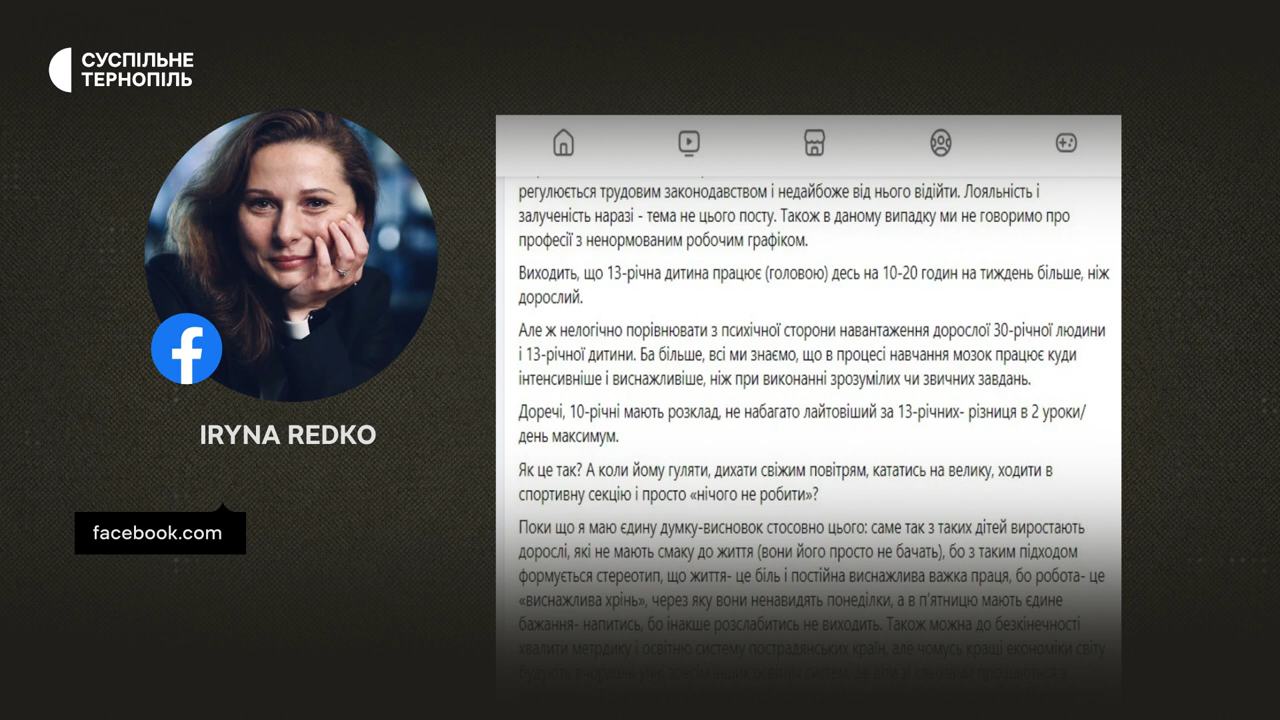 СУСПІЛЬНЕ
ТЕРНОПІЛЬ
IRYNA REDKO
facebook.com
регулюється трудовим законодавством і недайбоже від нього відійти. Лояльність і
залученість наразі - тема не цього посту. Також в даному випадку ми не говоримо про
професії з ненормованим робочим графіком.
Виходить, що 13-річна дитина працює (головою) десь на 10-20 годин на тиждень більше, ніж
дорослий.
Але ж нелогічно порівнювати з психічної сторони навантаження дорослої 30-річної людини
і 13-річної дитини. Ба більше, всі ми знаємо, що в процесі навчання мозок працює куди
інтенсивніше і виснажливіше, ніж при виконанні зрозумілих чи звичних завдань.
Доречі, 10-річні мають розклад, не набагато лайтовіший за 13-річних- різниця в 2 уроки/
день максимум.
Як це так? А коли йому гуляти, дихати свіжим повітрям, кататись на велику, ходити в
спортивну секцію і просто «нічого не робити»?
Поки що я маю єдину думку-висновок стосовно цього: саме так з таких дітей виростають
дорослі, які не мають смаку до життя (вони його просто не бачать), бо з таким підходом
формується стереотип, що життя- це біль і постійна виснажлива важка праця, бо робота- це
«виснажлива хрінь», через яку вони ненавидять понеділки, а в п'ятницю мають єдине
бажання- напитись, бо інакше розслабитись не виходить. Також можна до безкінечності
хвалити метрдику і освітню систему пострадянських країн, але чомусь кращі економіки світу